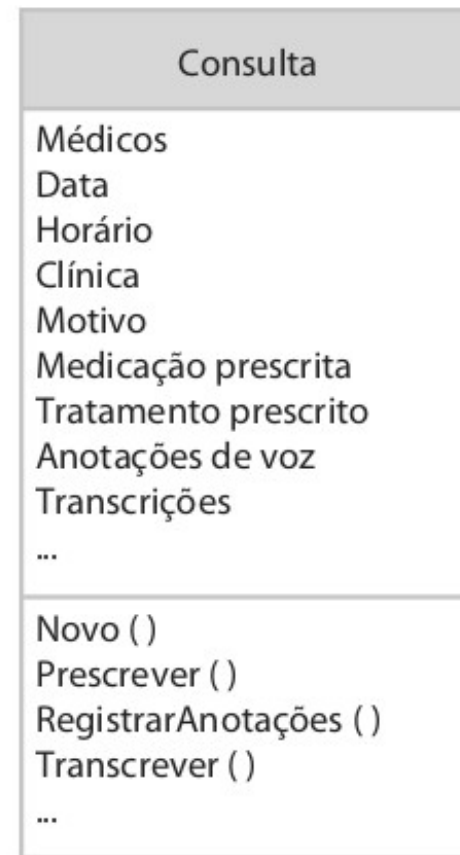 Consulta
Médicos
Data
Horário
Clínica
Motivo
Medicação prescrita
Tratamento prescrito
Anotações de voz
Transcrições
...
Novo ( )
Prescrever ( )
RegistrarAnotações ( )
Transcrever ( )
...